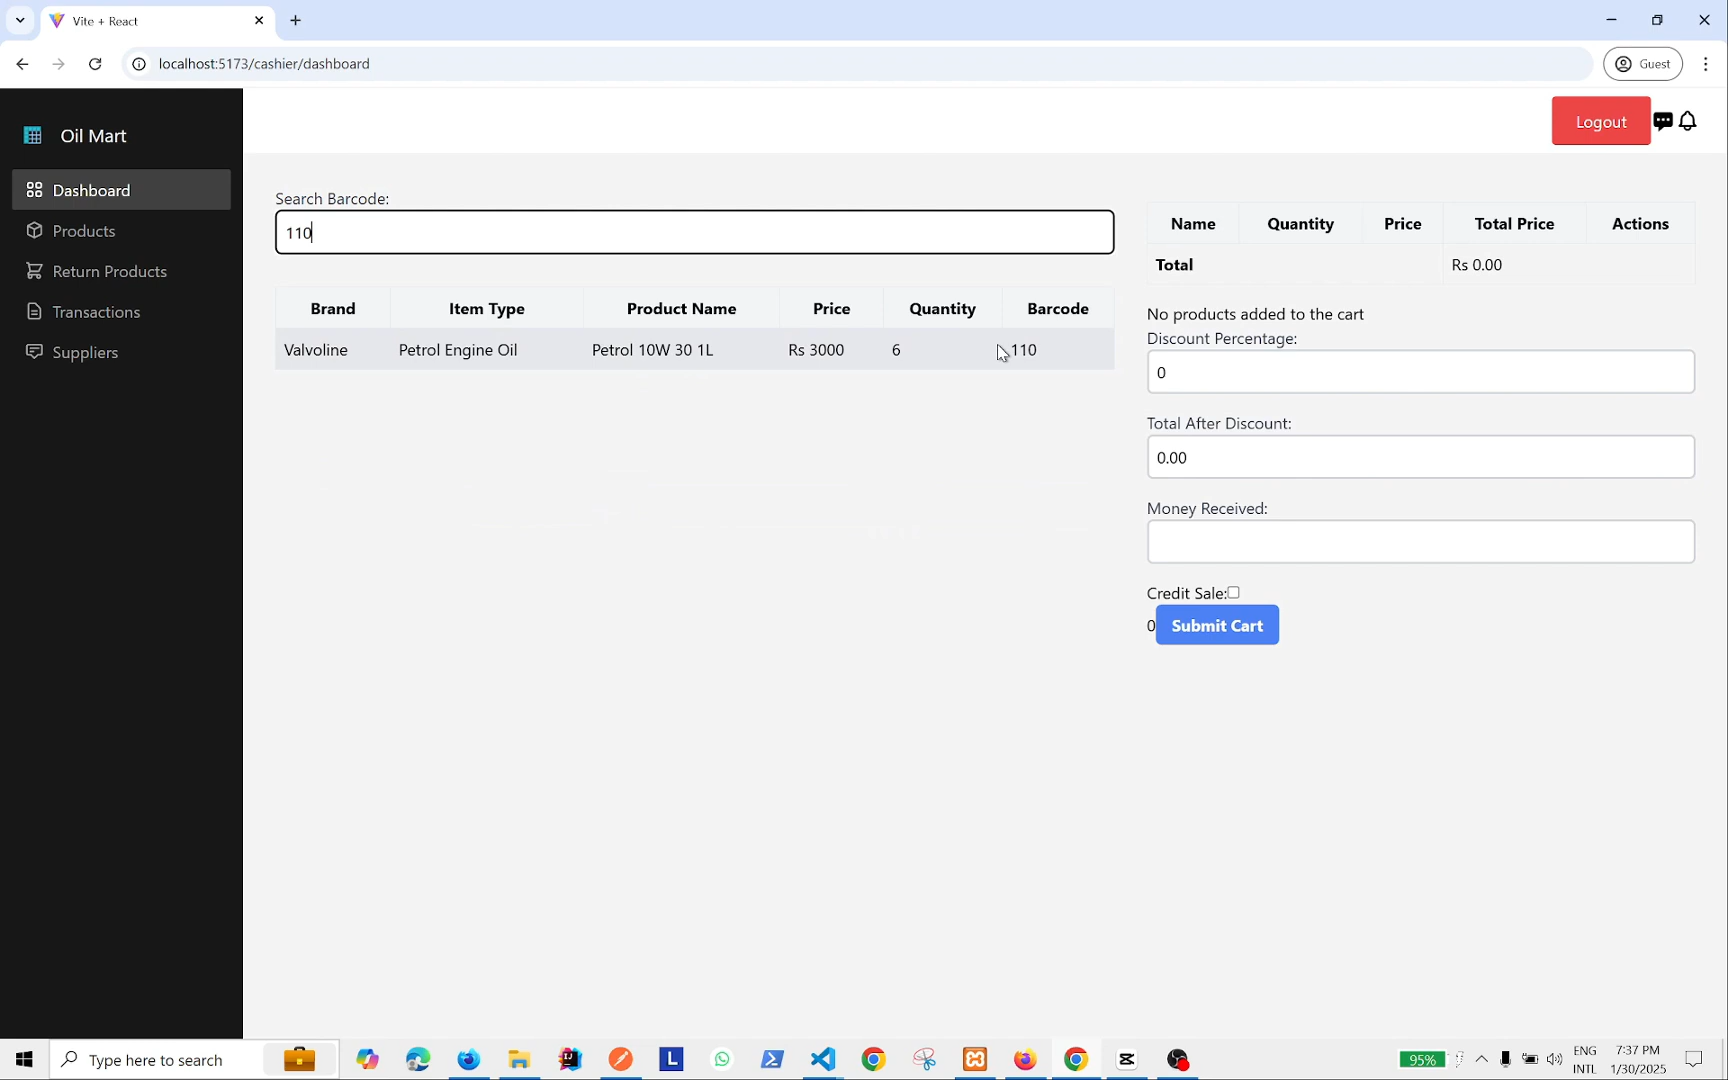 Vite + React
localhost:5173/cashier/dashboard
Guest
Oil Mart
Dashboard
Products
Return Products
Transactions
Suppliers
Logout
Search Barcode:
110
Brand Item Type Product Name Price Quantity Barcode
Valvoline Petrol Engine Oil Petrol 10W 30 1L Rs 3000 6 110
Name Quantity Price Total Price Actions
Total Rs 0.00
No products added to the cart
Discount Percentage:
0
Total After Discount:
0.00
Money Received:
Credit Sale:
0 Submit Cart
Type here to search
L
95%
ENG
INTL
7:37 PM
1/30/2025